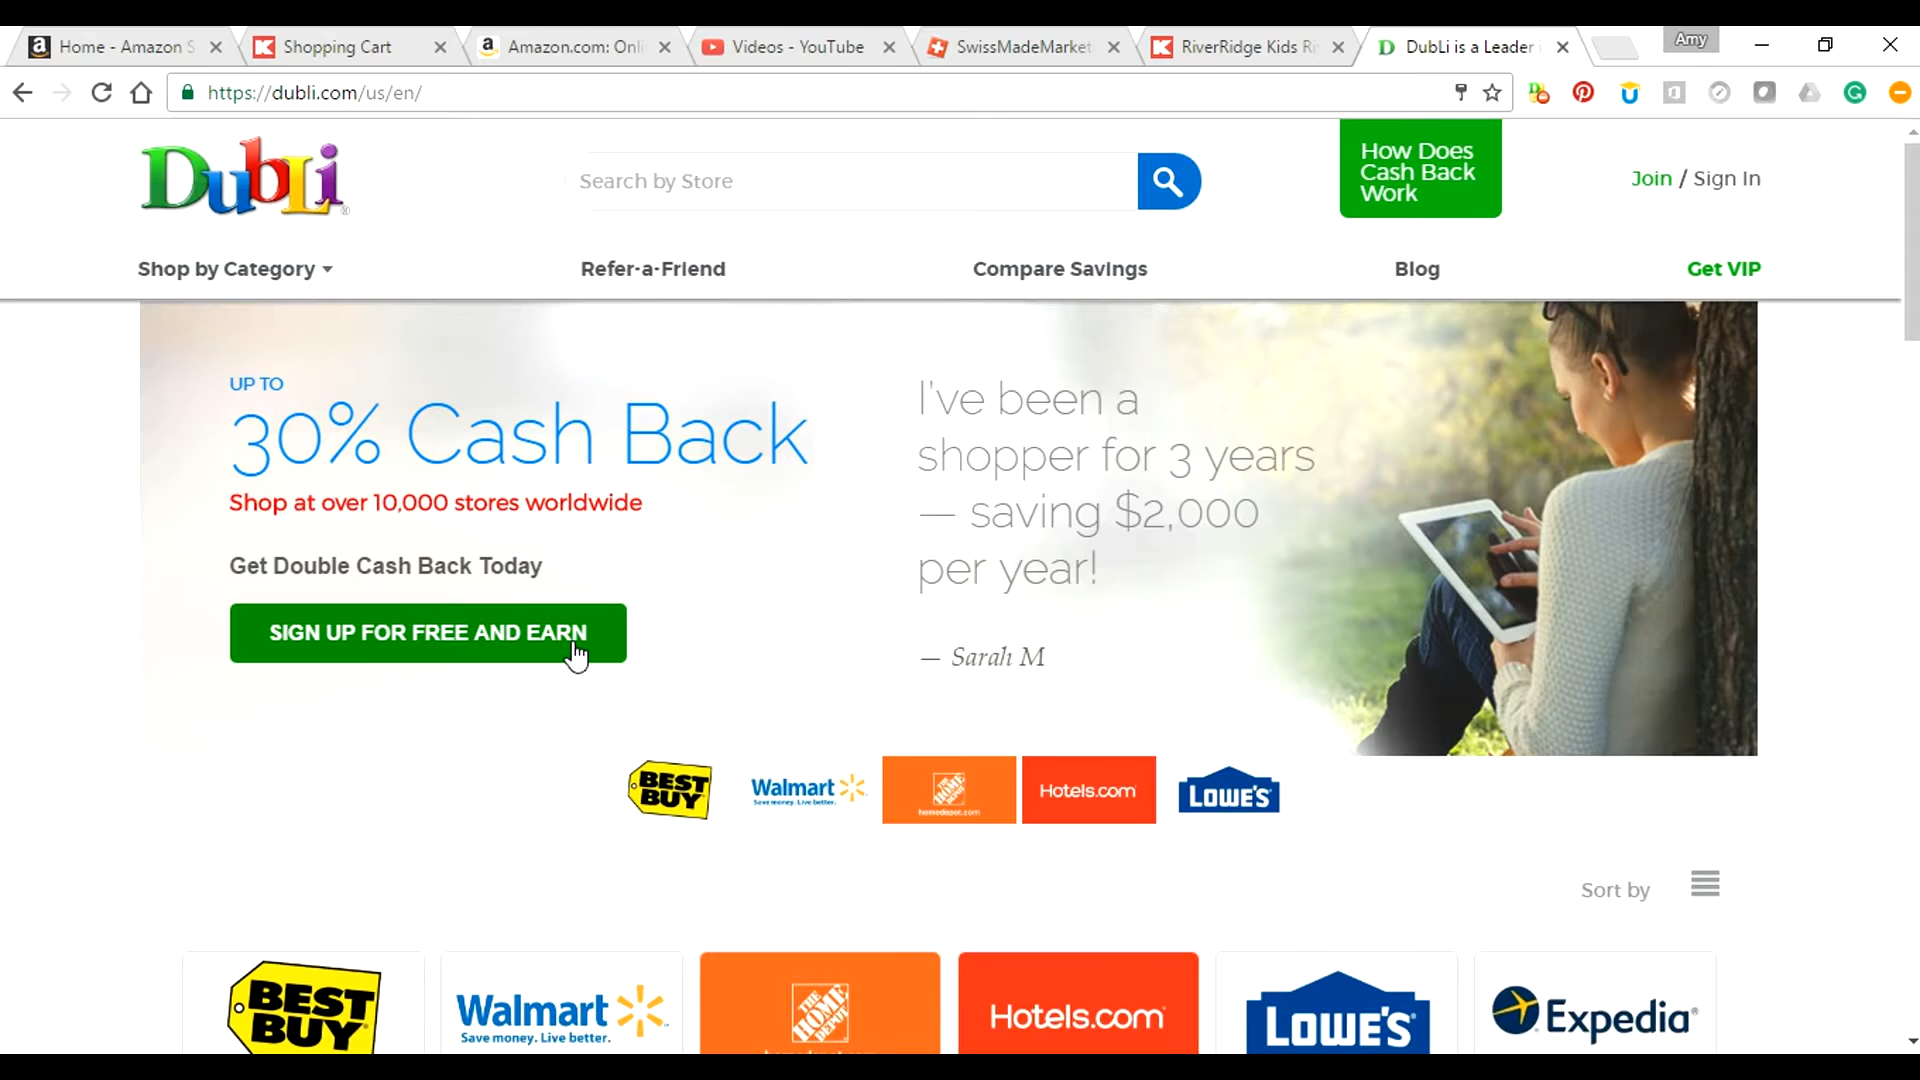 Home - Amazon S
Shopping Cart
Amazon.com: Onli
Videos - YouTube
SwissMadeMarket
RiverRidge Kids Ri
DubLi is a Leader
Amy
https://dubli.com/us/en/
DubLi
Search by Store
How Does
Cash Back
Work
Join / Sign In
Shop by Category
Refer-a-Friend
Compare Savings
Blog
Get VIP
UP TO
30% Cash Back
Shop at over 10,000 stores worldwide
Get Double Cash Back Today
SIGN UP FOR FREE AND EARN
I've been a
shopper for 3 years
— saving $2,000
per year!
— Sarah M
BEST
BUY
Walmart
Save money. Live better.
THE HOME DEPOT
homedepot.com
Hotels.com
LOWE'S
Sort by
BEST
BUY
Walmart
Save money. Live better.
THE HOME DEPOT
Hotels.com
LOWE'S
Expedia